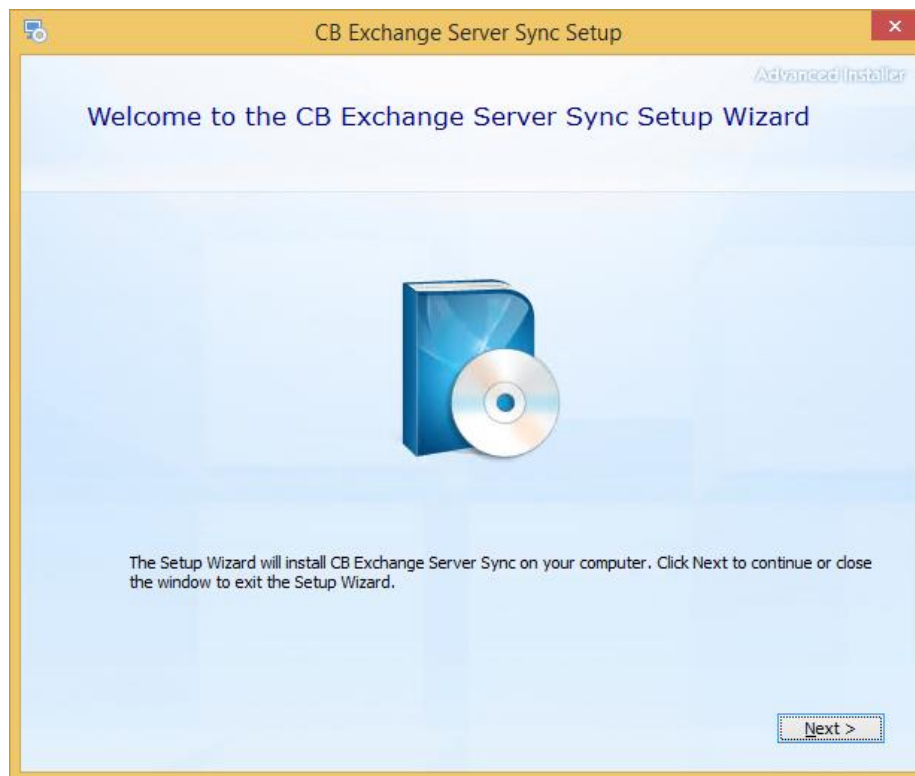 CB Exchange Server Sync Setup
Advanced Installer
Welcome to the CB Exchange Server Sync Setup Wizard
The Setup Wizard will install CB Exchange Server Sync on your computer. Click Next to continue or close
the window to exit the Setup Wizard.
Next >